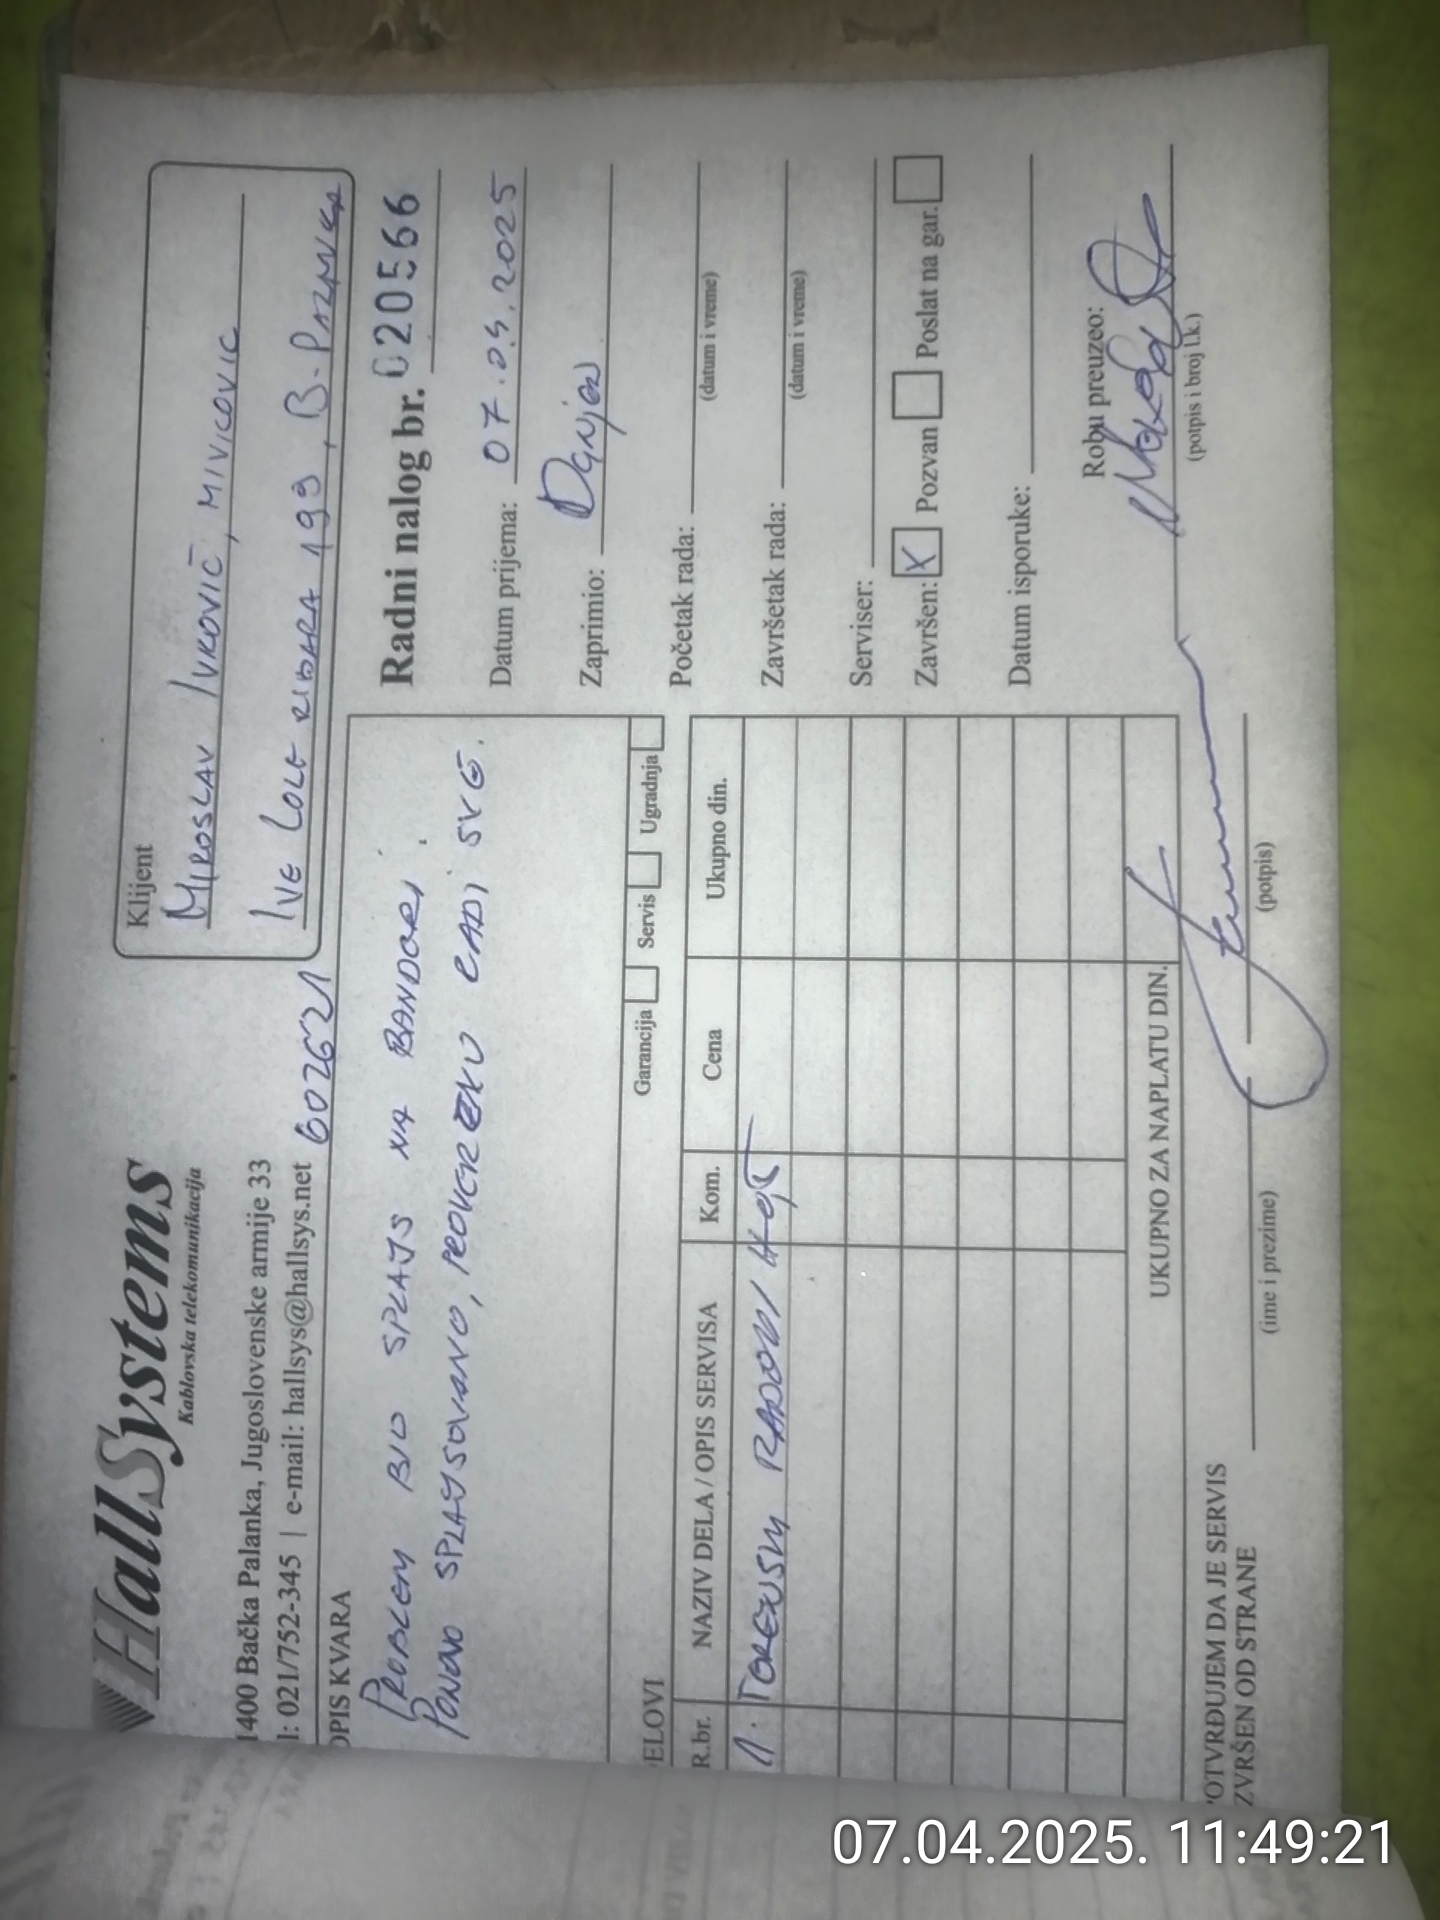 HallSystems
Kablovska telekomunikacija
1400 Bačka Palanka, Jugoslovenske armije 33
l: 021/752-345 | e-mail: hallsys@hallsys.net
602621
Klijent
MIROSLAV IVKOVIĆ, MIVICOVIC
IVE LOLE RIBARA 199, B. PALANKA
OPIS KVARA
PROBLEM BIO SPLAJS NA BANDERI.
PONOVO SPLAJSOVANO, PROVERENO RADI SVE.
Garancija Servis Ugradnja
Radni nalog br. 020566
Datum prijema: 07.04.2025
Zaprimio: Danijel
Početak rada:
(datum i vreme)
Završetak rada:
(datum i vreme)
Serviser:
Završen: X Pozvan Poslat na gar.
Datum isporuke:
Robu preuzeo:
(potpis i broj l.k.)
DELOVI
R.br. NAZIV DELA / OPIS SERVISA Kom. Cena Ukupno din.
1.
UKUPNO ZA NAPLATU DIN.
POTVRĐUJEM DA JE SERVIS
IZVRŠEN OD STRANE
(ime i prezime)
(potpis)
07.04.2025. 11:49:21